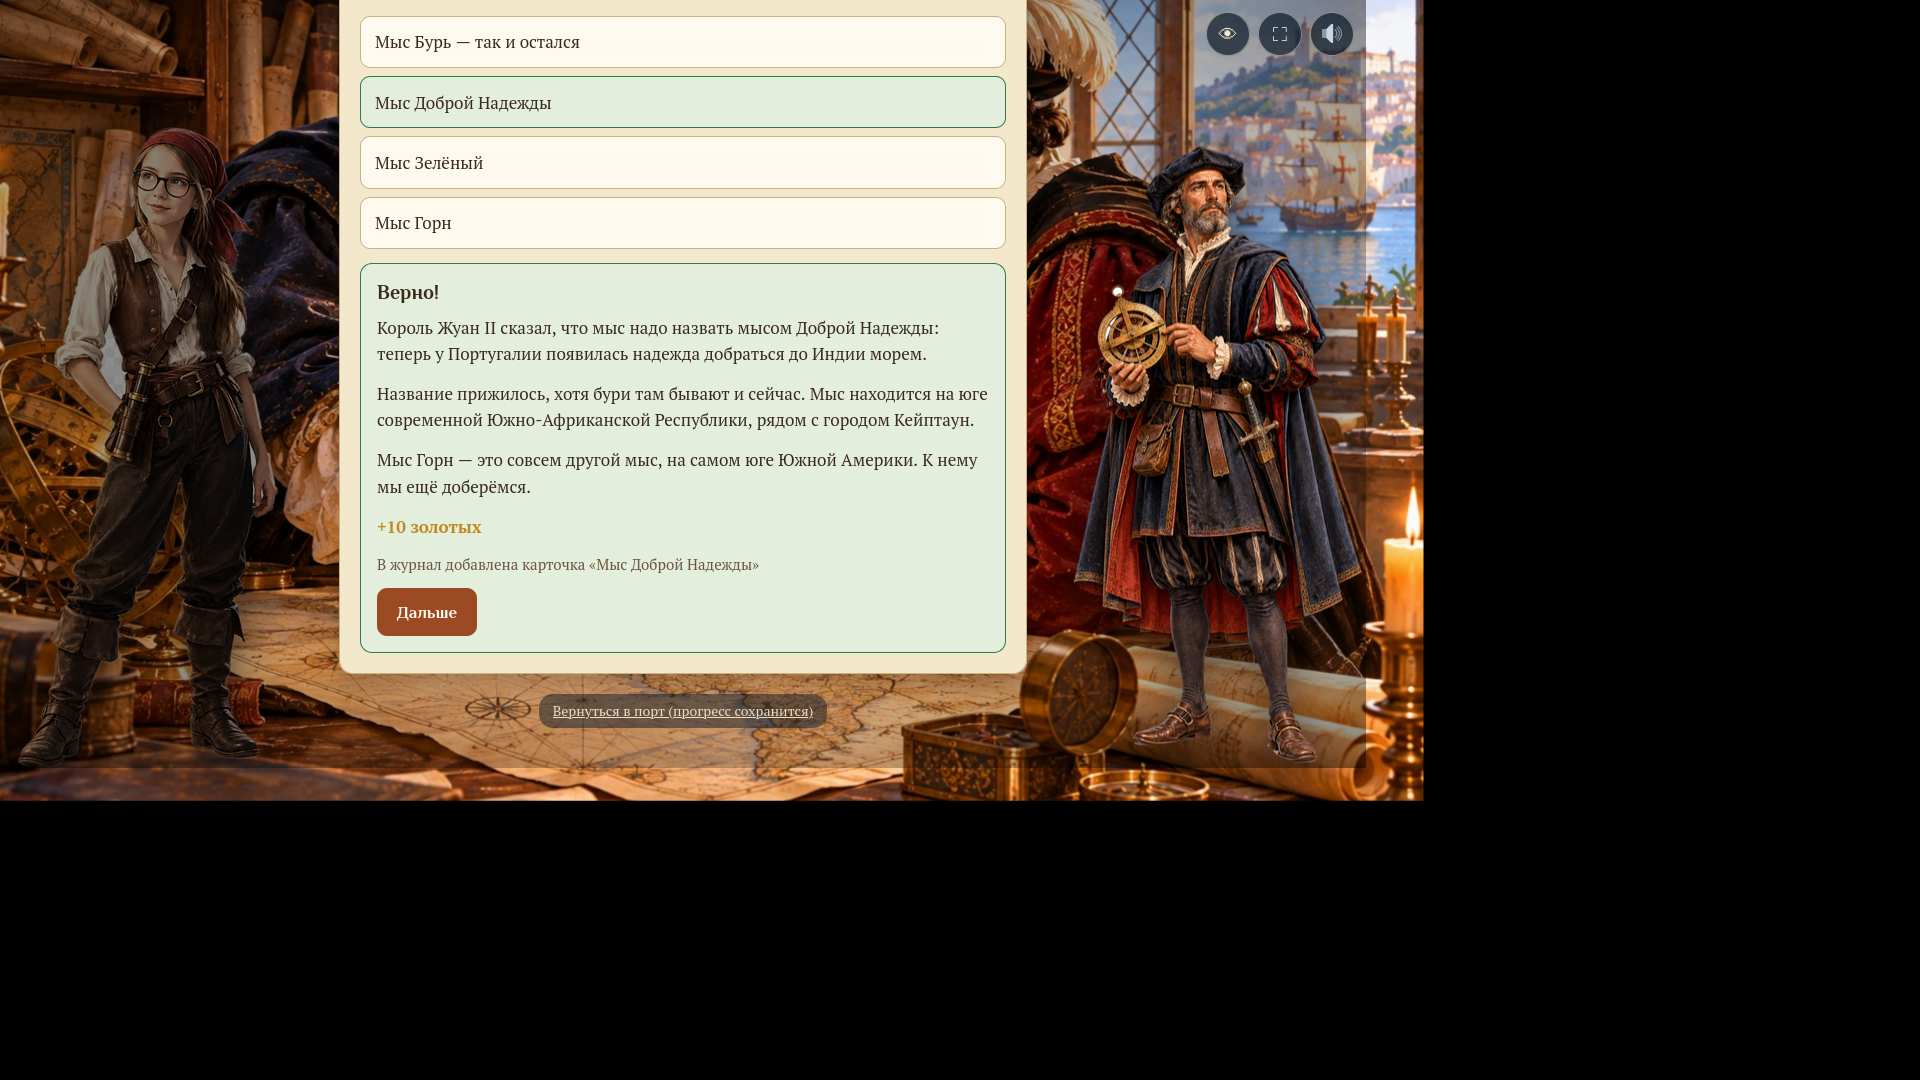 Мыс Бурь — так и остался
Мыс Доброй Надежды
Мыс Зелёный
Мыс Горн
Верно!
Король Жуан II сказал, что мыс надо назвать мысом Доброй Надежды:
теперь у Португалии появилась надежда добраться до Индии морем.
Название прижилось, хотя бури там бывают и сейчас. Мыс находится на юге
современной Южно-Африканской Республики, рядом с городом Кейптаун.
Мыс Горн — это совсем другой мыс, на самом юге Южной Америки. К нему
мы ещё доберёмся.
+10 золотых
В журнал добавлена карточка «Мыс Доброй Надежды»
Дальше
Вернуться в порт (прогресс сохранится)